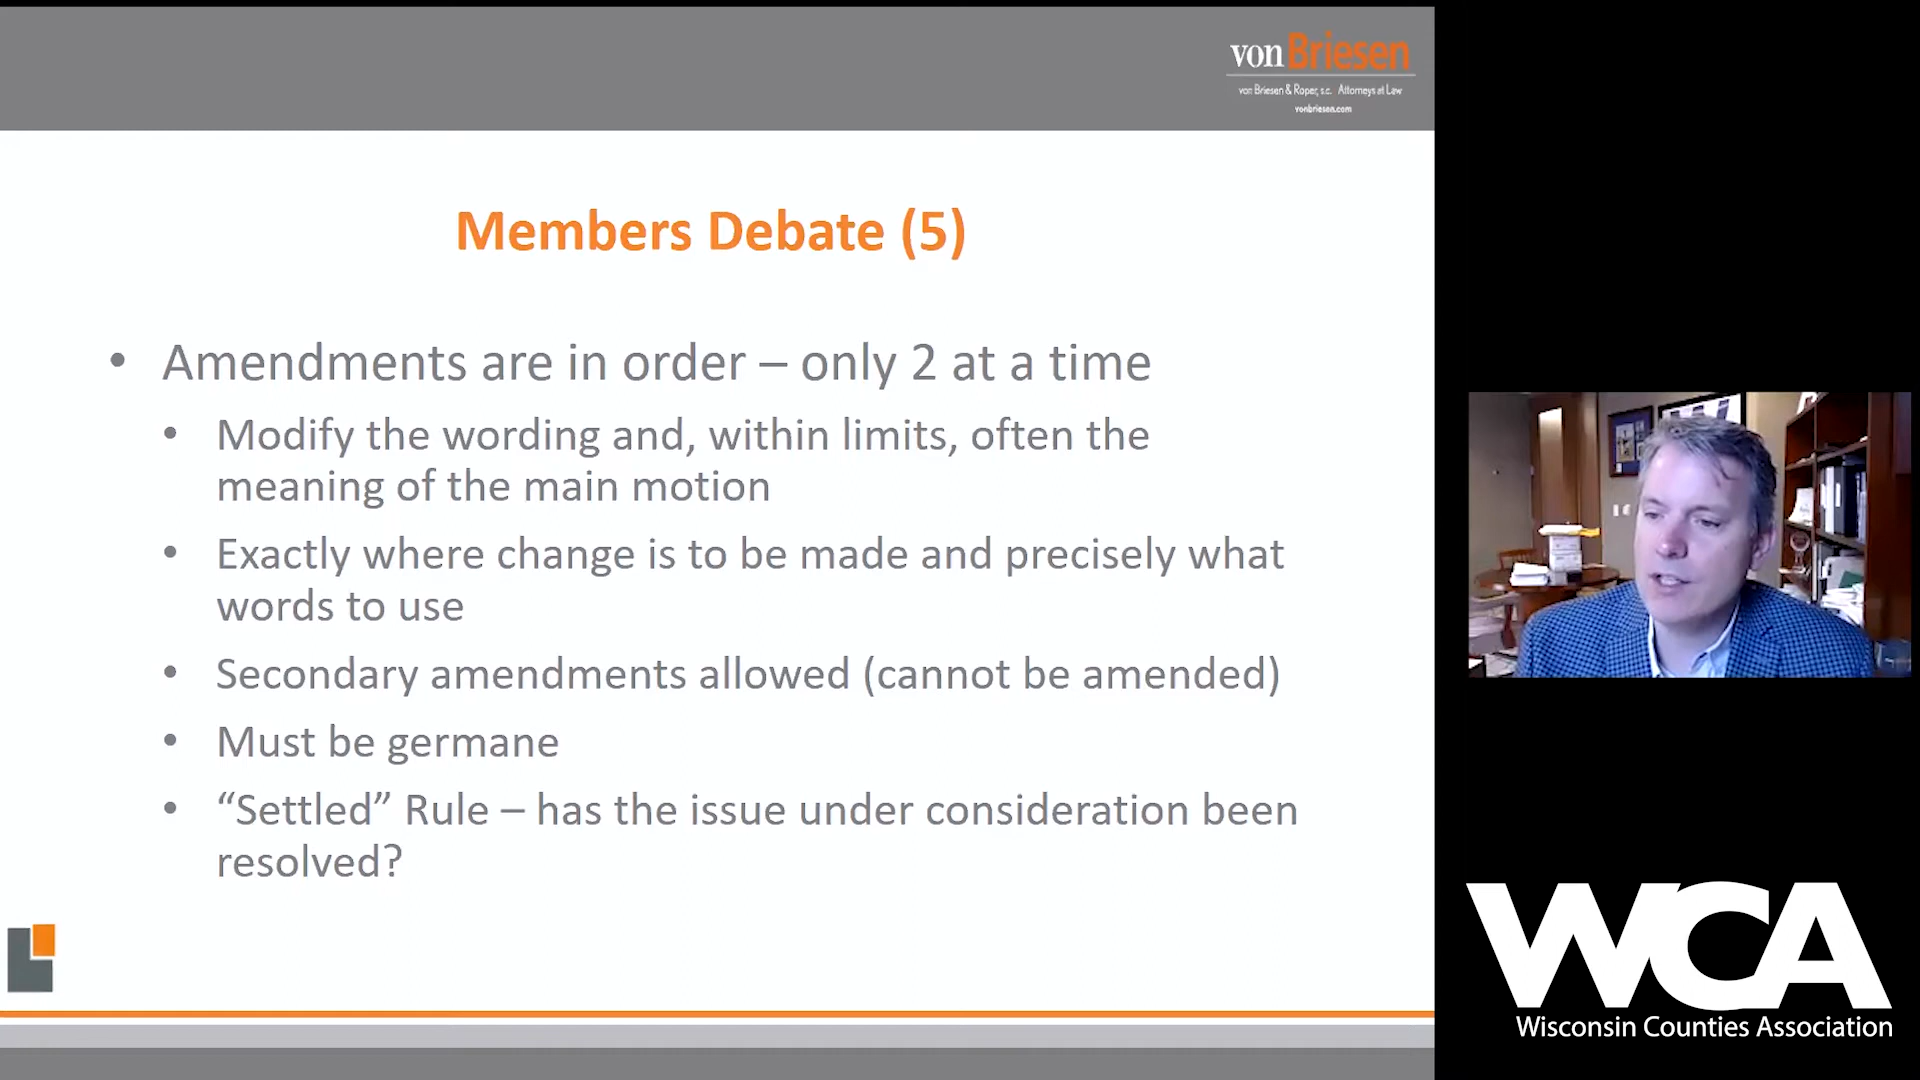 vonBriesen
von Briesen & Roper, s.c. | Attorneys at Law
vonbriesen.com
Members Debate (5)
• Amendments are in order – only 2 at a time
• Modify the wording and, within limits, often the
meaning of the main motion
• Exactly where change is to be made and precisely what
words to use
• Secondary amendments allowed (cannot be amended)
• Must be germane
• “Settled” Rule – has the issue under consideration been
resolved?
WCA
Wisconsin Counties Association